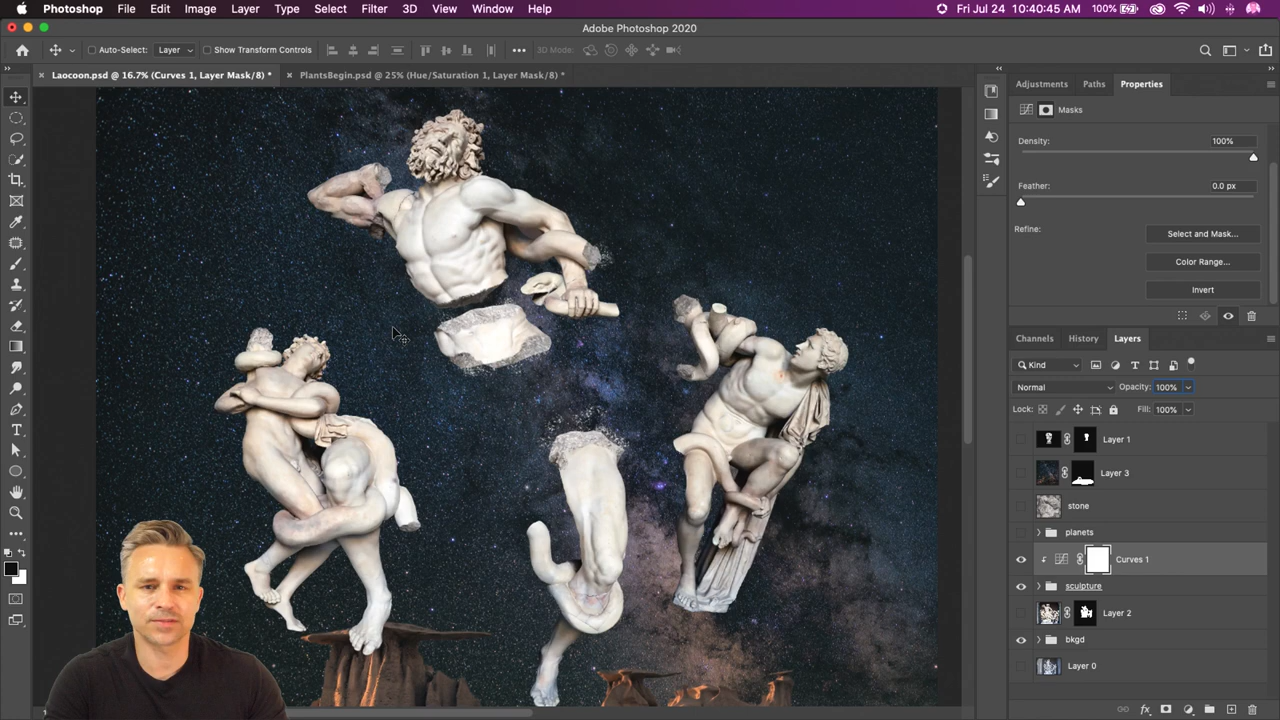 Photoshop File Edit Image Layer Type Select Filter 3D View Window Help 100% Fri Jul 24 10:40:45 AM
Adobe Photoshop 2020
Auto-Select: Layer Show Transform Controls 3D Mode:
Laocoon.psd @ 16.7% (Curves 1, Layer Mask/8) * PlantsBegin.psd @ 25% (Hue/Saturation 1, Layer Mask/8) *
Adjustments Paths Properties
Masks
Density: 100%
Feather: 0.0 px
Refine: Select and Mask...
Color Range...
Invert
Channels History Layers
Kind
Normal Opacity: 100%
Lock: Fill: 100%
Layer 1
Layer 3
stone
planets
Curves 1
sculpture
Layer 2
bkgd
Layer 0